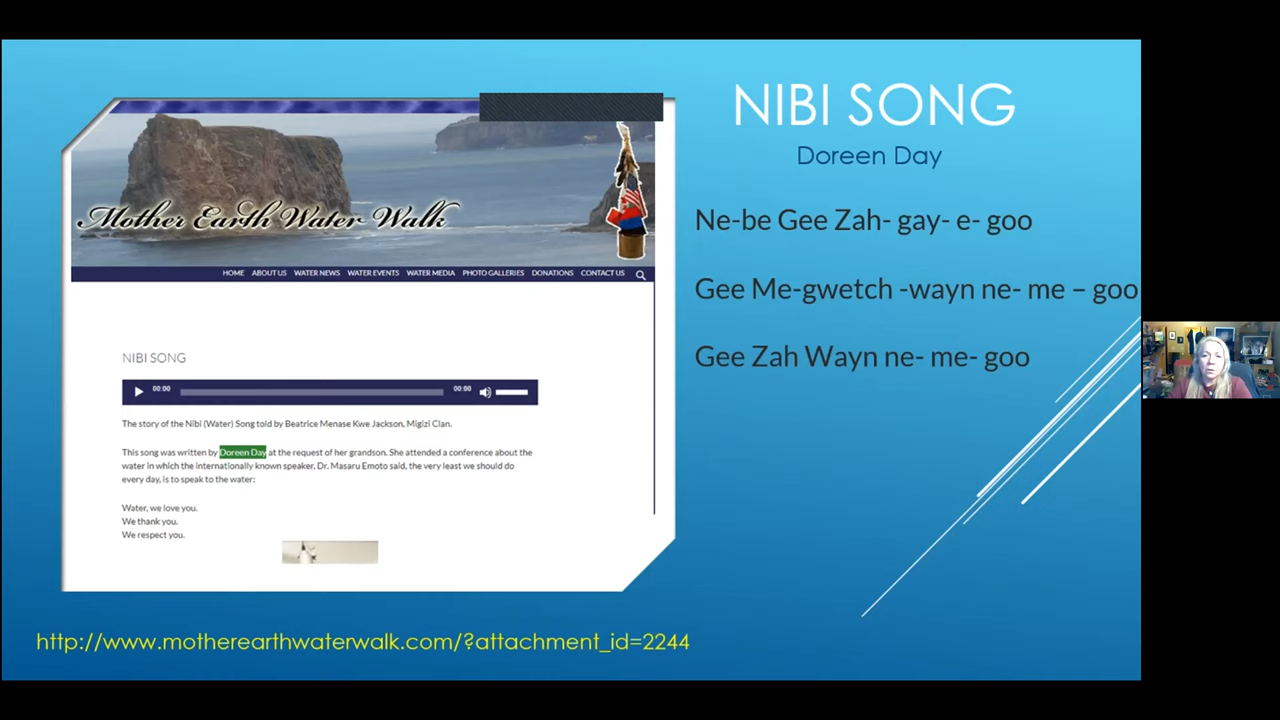 Mother Earth Water Walk
HOME ABOUT US WATER NEWS WATER EVENTS WATER MEDIA PHOTO GALLERIES DONATIONS CONTACT US
NIBI SONG
00:00 00:00
The story of the Nibi (Water) Song told by Beatrice Menase Kwe Jackson, Migizi Clan.
This song was written by Doreen Day at the request of her grandson. She attended a conference about the
water in which the internationally known speaker, Dr. Masaru Emoto said, the very least we should do
every day, is to speak to the water:
Water, we love you.
We thank you.
We respect you.
NIBI SONG
Doreen Day
Ne-be Gee Zah- gay- e- goo
Gee Me-gwetch -wayn ne- me – goo
Gee Zah Wayn ne- me- goo
http://www.motherearthwaterwalk.com/?attachment_id=2244